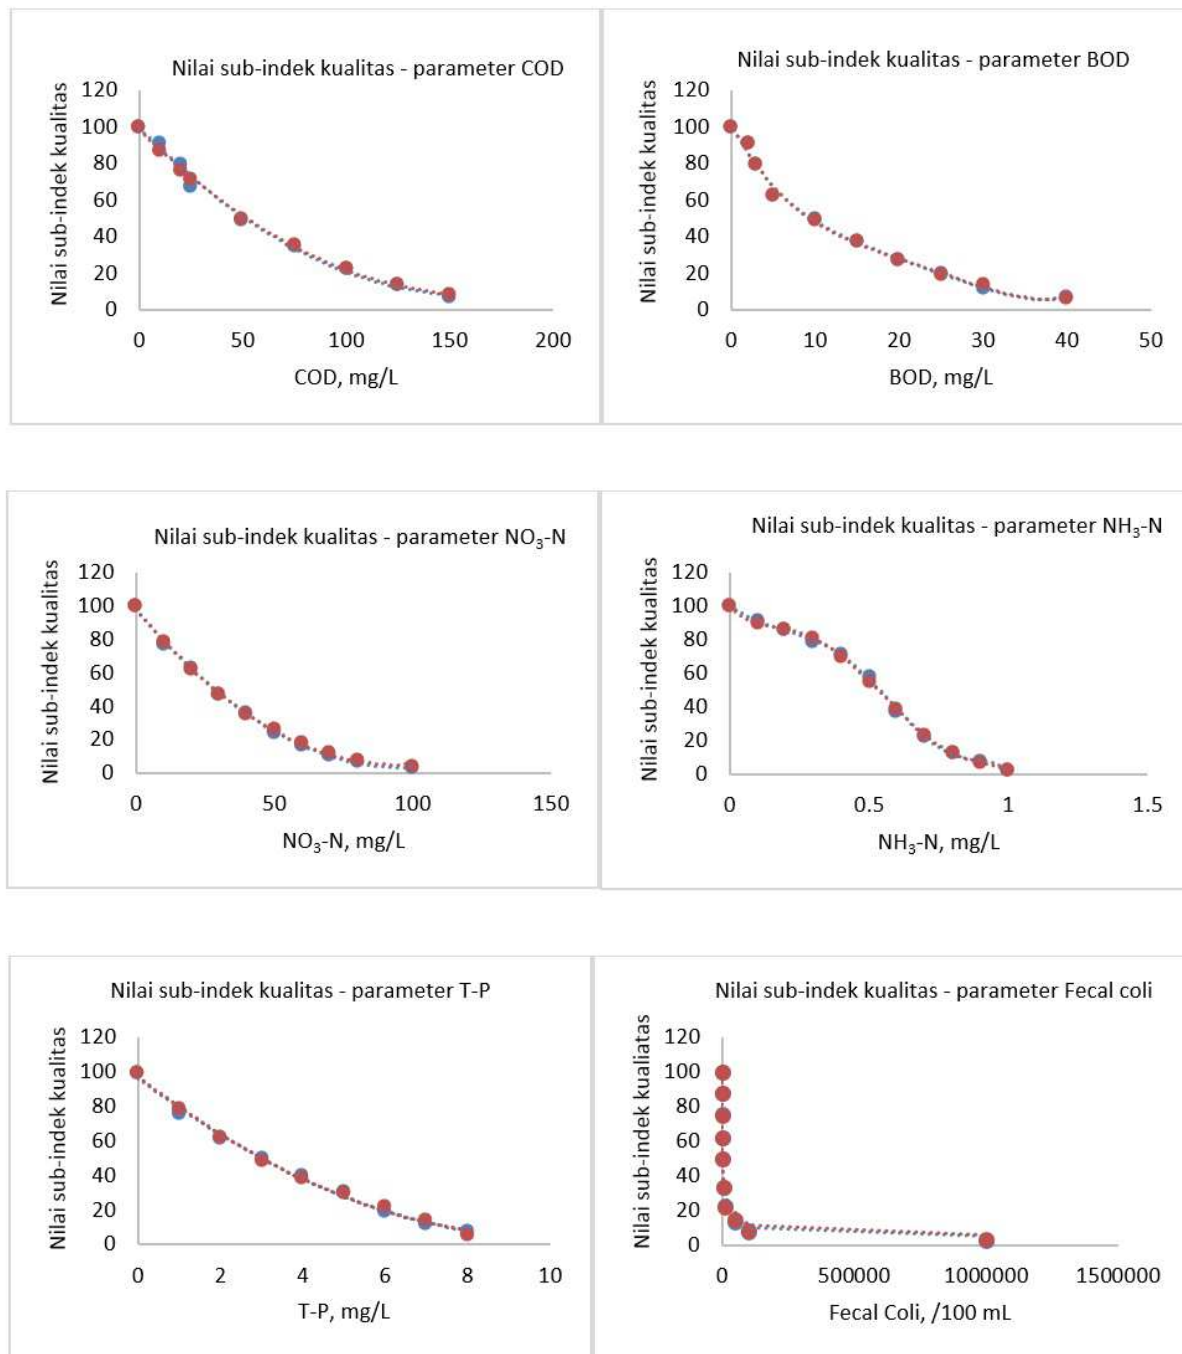 Nilai sub-indek kualitas - parameter COD
Nilai sub-indek kualitas
120
100
80
60
40
20
0
0 50 100 150 200
COD, mg/L
Nilai sub-indek kualitas - parameter BOD
Nilai sub-indek kualitas
120
100
80
60
40
20
0
0 10 20 30 40 50
BOD, mg/L
Nilai sub-indek kualitas - parameter NO₃-N
Nilai sub-indek kualitas
120
100
80
60
40
20
0
0 50 100 150
NO₃-N, mg/L
Nilai sub-indek kualitas - parameter NH₃-N
Nilai sub-indek kualitas
120
100
80
60
40
20
0
0 0.5 1 1.5
NH₃-N, mg/L
Nilai sub-indek kualitas - parameter T-P
Nilai sub-indek kualitas
120
100
80
60
40
20
0
0 2 4 6 8 10
T-P, mg/L
Nilai sub-indek kualitas - parameter Fecal coli
Nilai sub-indek kualiatas
120
100
80
60
40
20
0
0 500000 1000000 1500000
Fecal Coli, /100 mL